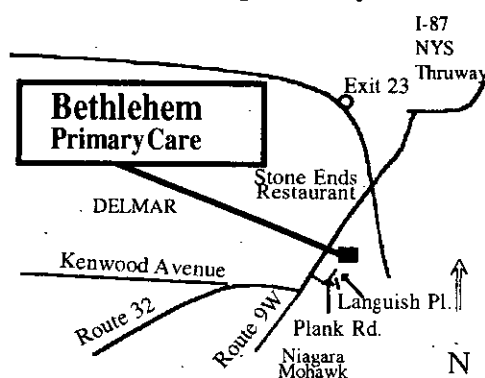 I-87
NYS
Thruway
Exit 23
Bethlehem
Primary Care
Stone Ends
Restaurant
DELMAR
Kenwood Avenue
Languish Pl.
Route 32
Route 9W
Plank Rd.
Niagara
Mohawk
N